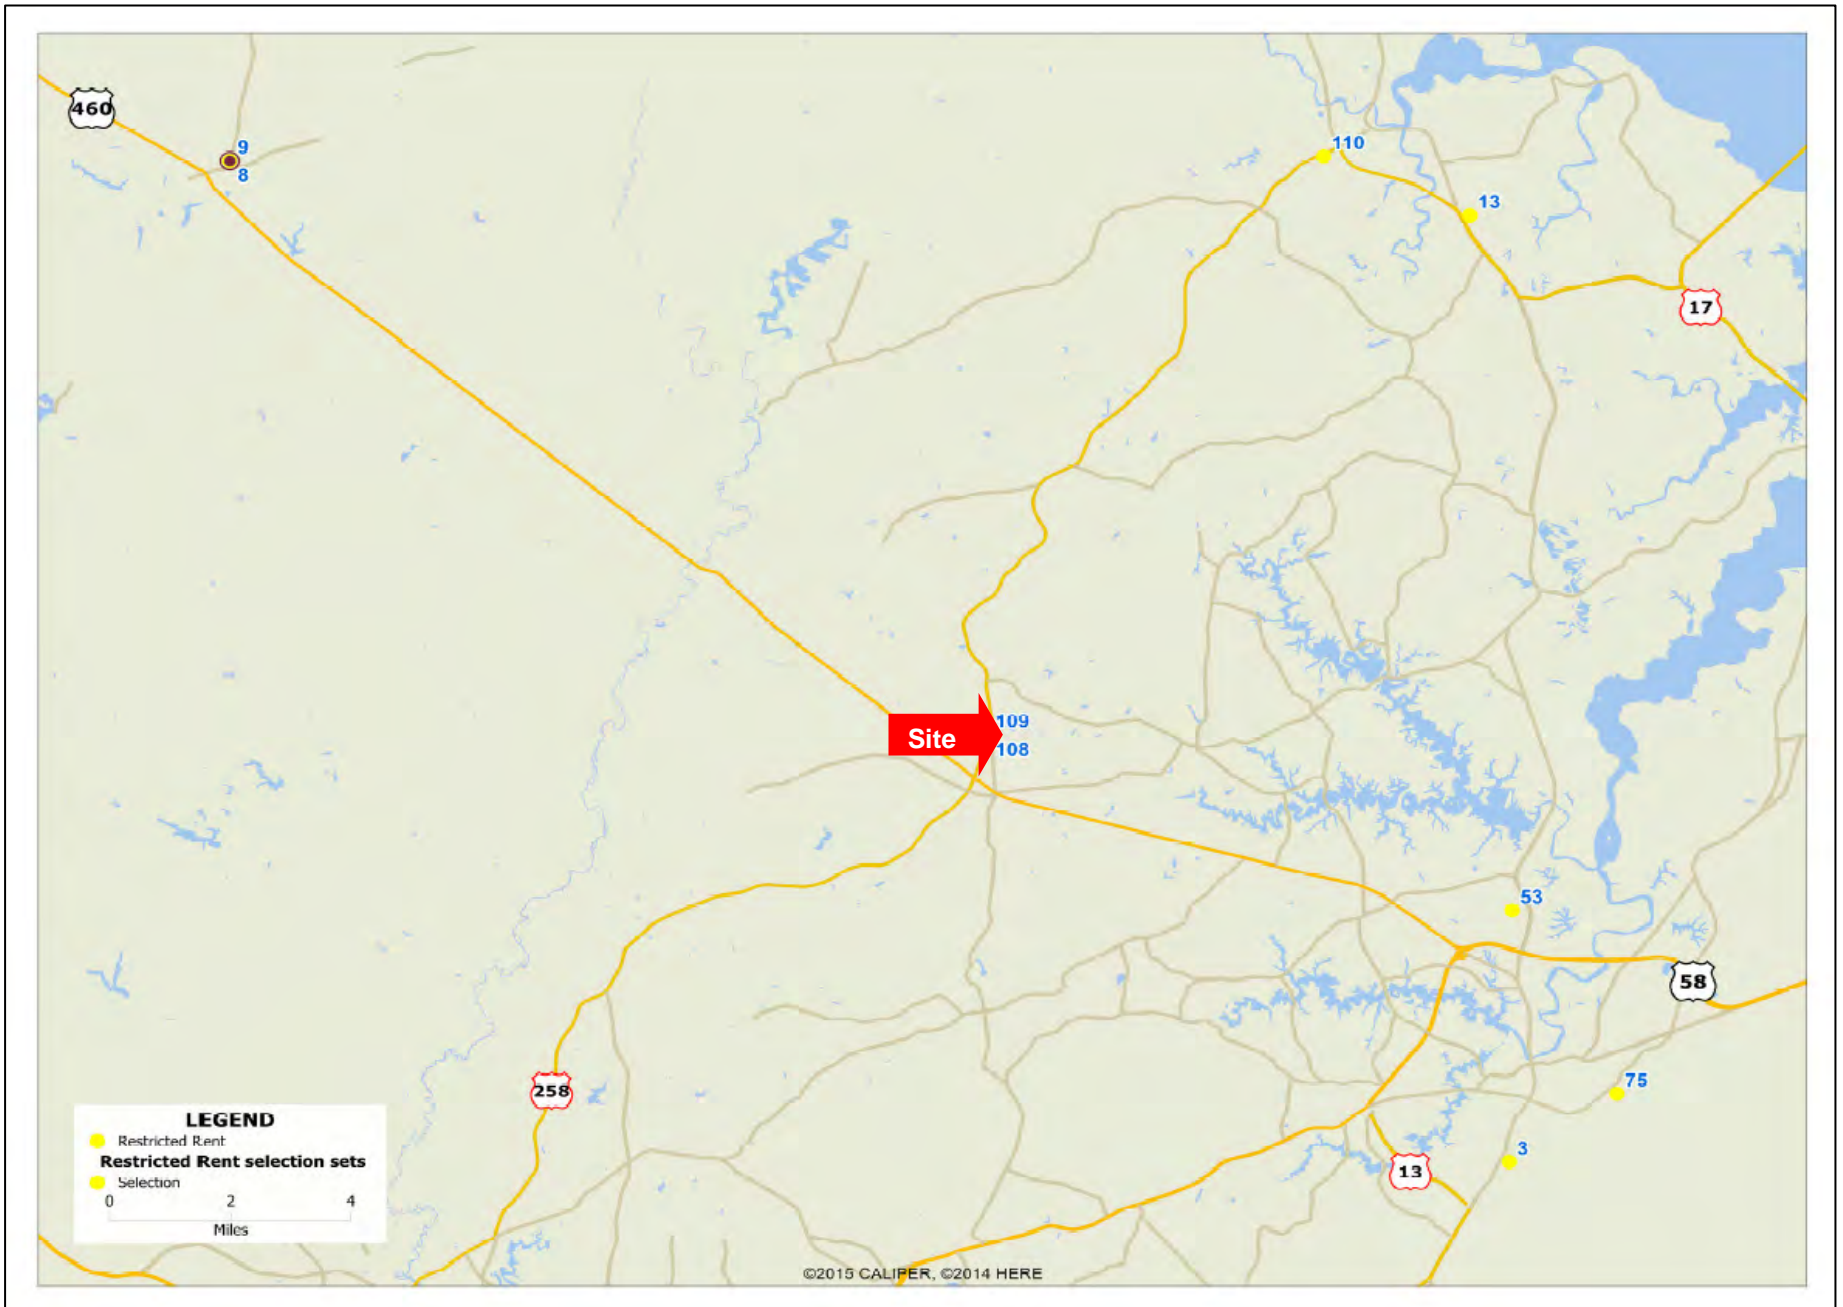 460
9
8
110
13
17
109
Site
108
53
58
75
258
3
13
LEGEND
Restricted Rent
Restricted Rent selection sets
Selection
0 2 4
Miles
©2015 CALIPER, ©2014 HERE